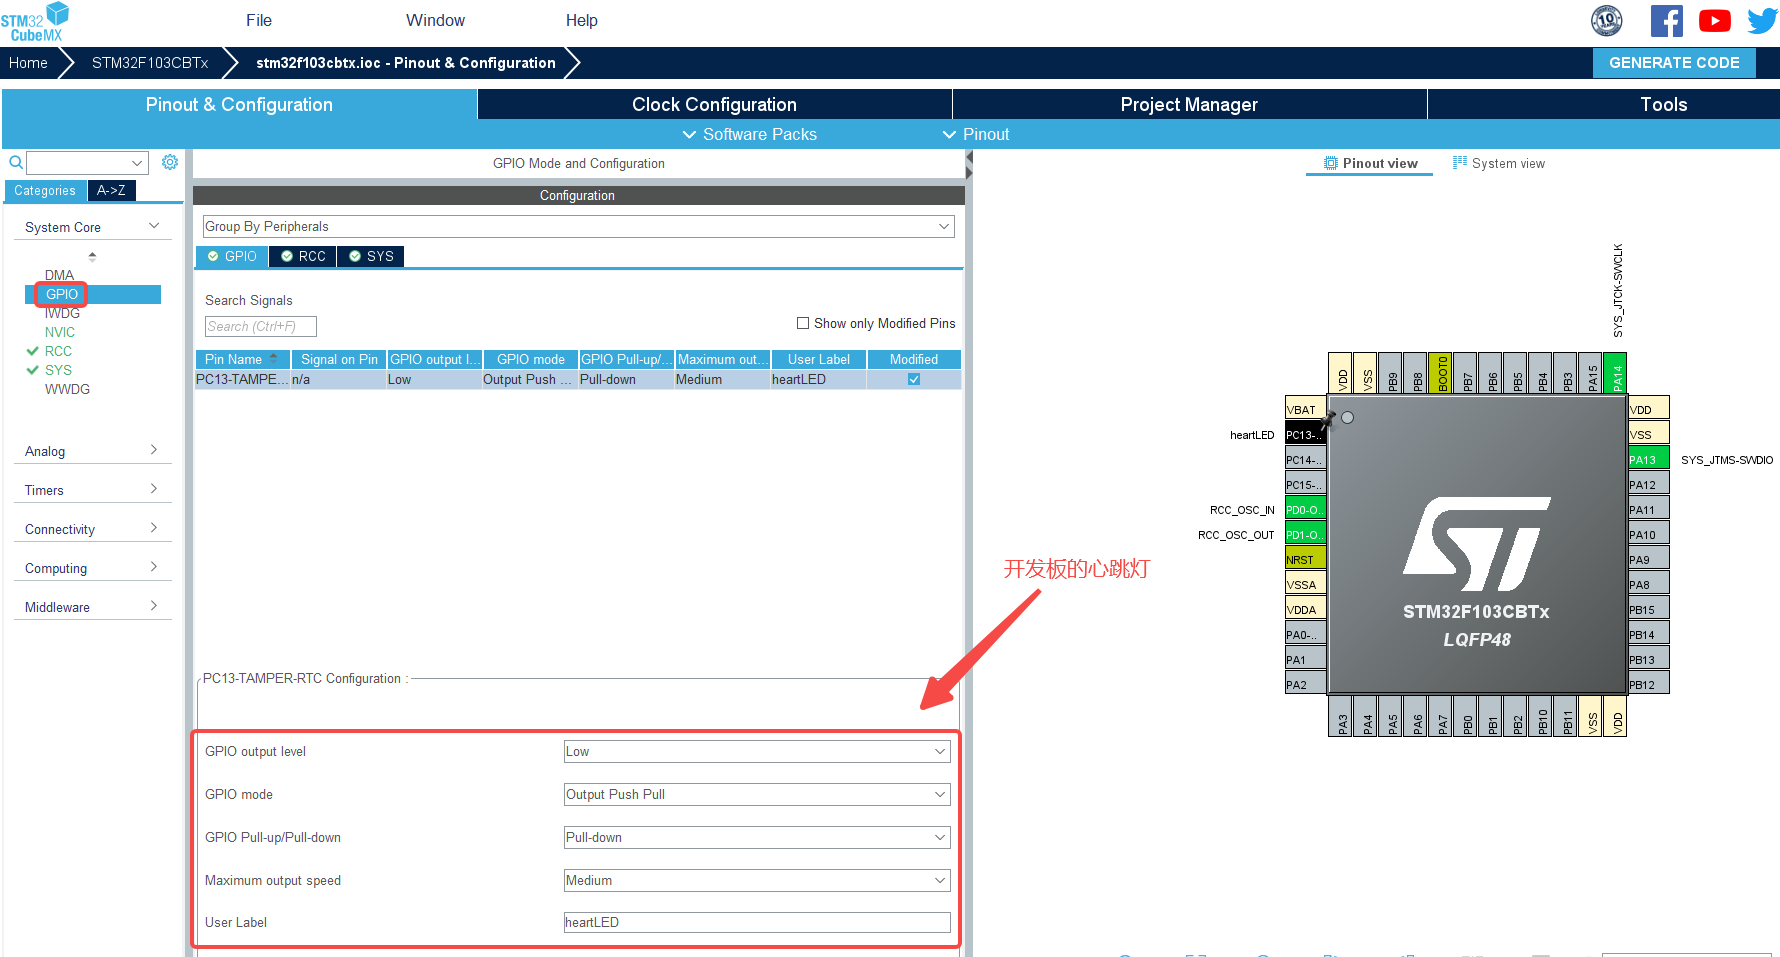 STM32
CubeMX
File
Window
Help
10
Home
STM32F103CBTx
stm32f103cbtx.ioc - Pinout & Configuration
GENERATE CODE
Pinout & Configuration
Clock Configuration
Project Manager
Tools
Software Packs
Pinout
Categories
A->Z
System Core
DMA
GPIO
IWDG
NVIC
RCC
SYS
WWDG
Analog
Timers
Connectivity
Computing
Middleware
GPIO Mode and Configuration
Configuration
Group By Peripherals
GPIO
RCC
SYS
Search Signals
Search (Ctrl+F)
Show only Modified Pins
Pin Name
Signal on Pin
GPIO output l...
GPIO mode
GPIO Pull-up/...
Maximum out...
User Label
Modified
PC13-TAMPE...
n/a
Low
Output Push ...
Pull-down
Medium
heartLED
PC13-TAMPER-RTC Configuration :
GPIO output level
Low
GPIO mode
Output Push Pull
GPIO Pull-up/Pull-down
Pull-down
Maximum output speed
Medium
User Label
heartLED
开发板的心跳灯
Pinout view
System view
SYS_JTCK-SWCLK
VDD
VSS
PB9
PB8
BOOT0
PB7
PB6
PB5
PB4
PB3
PA15
PA14
VBAT
heartLED
PC13-..
PC14-..
PC15-..
RCC_OSC_IN
PD0-O..
RCC_OSC_OUT
PD1-O..
NRST
VSSA
VDDA
PA0-..
PA1
PA2
STM32F103CBTx
LQFP48
VDD
VSS
PA13
SYS_JTMS-SWDIO
PA12
PA11
PA10
PA9
PA8
PB15
PB14
PB13
PB12
PA3
PA4
PA5
PA6
PA7
PB0
PB1
PB2
PB10
PB11
VSS
VDD